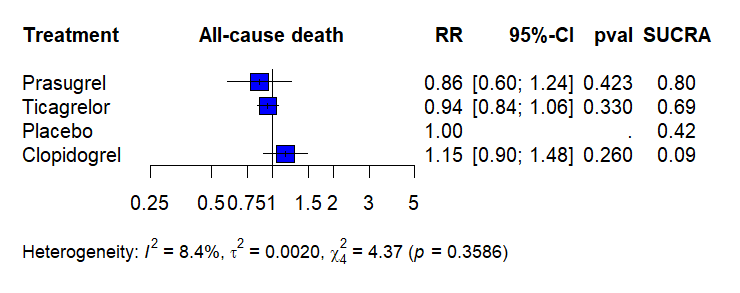 Treatment All-cause death RR 95%-CI pval SUCRA
Prasugrel 0.86 [0.60; 1.24] 0.423 0.80
Ticagrelor 0.94 [0.84; 1.06] 0.330 0.69
Placebo 1.00 . 0.42
Clopidogrel 1.15 [0.90; 1.48] 0.260 0.09
0.25 0.5 0.75 1 1.5 2 3 5
Heterogeneity: I² = 8.4%, τ² = 0.0020, χ²₄ = 4.37 (p = 0.3586)